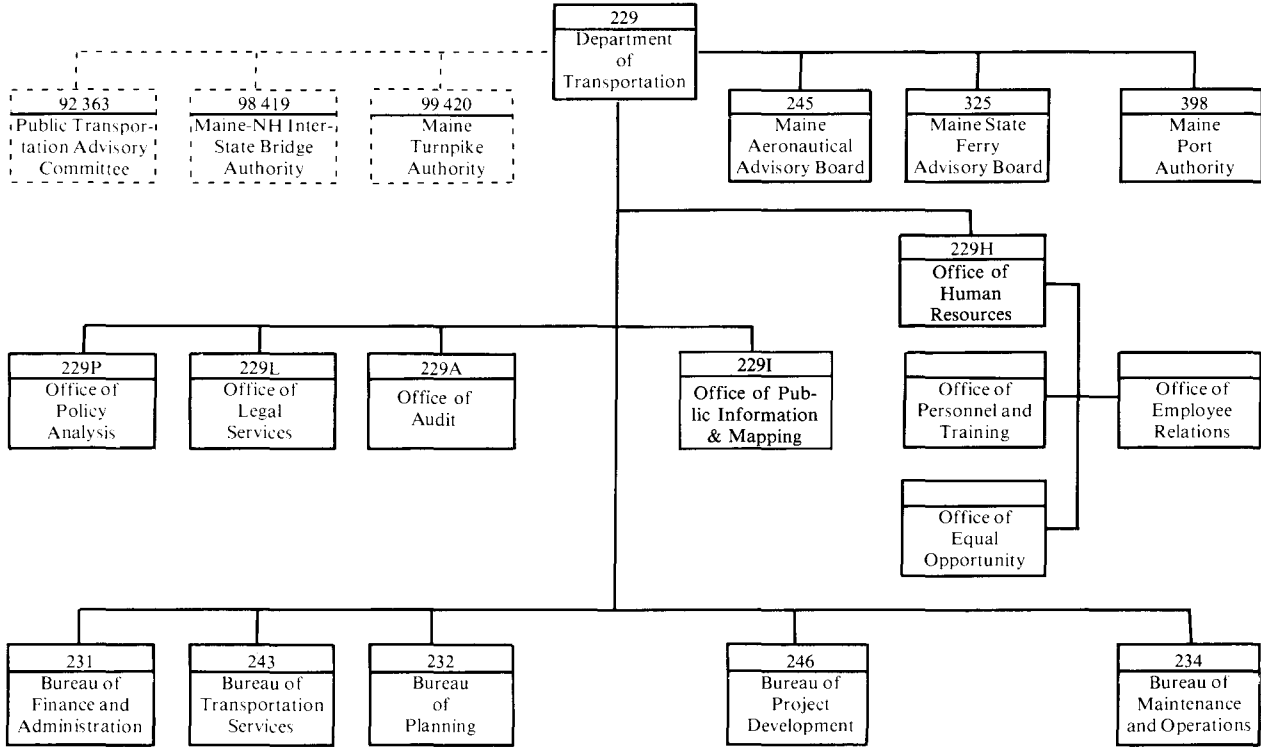 229
Department
of
Transportation
92 363
Public Transpor-
tation Advisory
Committee
98 419
Maine-NH Inter-
State Bridge
Authority
99 420
Maine
Turnpike
Authority
245
Maine
Aeronautical
Advisory Board
325
Maine State
Ferry
Advisory Board
398
Maine
Port
Authority
229H
Office of
Human
Resources
229P
Office of
Policy
Analysis
229L
Office of
Legal
Services
229A
Office of
Audit
229I
Office of Pub-
lic Information
& Mapping
Office of
Personnel and
Training
Office of
Employee
Relations
Office of
Equal
Opportunity
231
Bureau of
Finance and
Administration
243
Bureau of
Transportation
Services
232
Bureau
of
Planning
246
Bureau of
Project
Development
234
Bureau of
Maintenance
and Operations